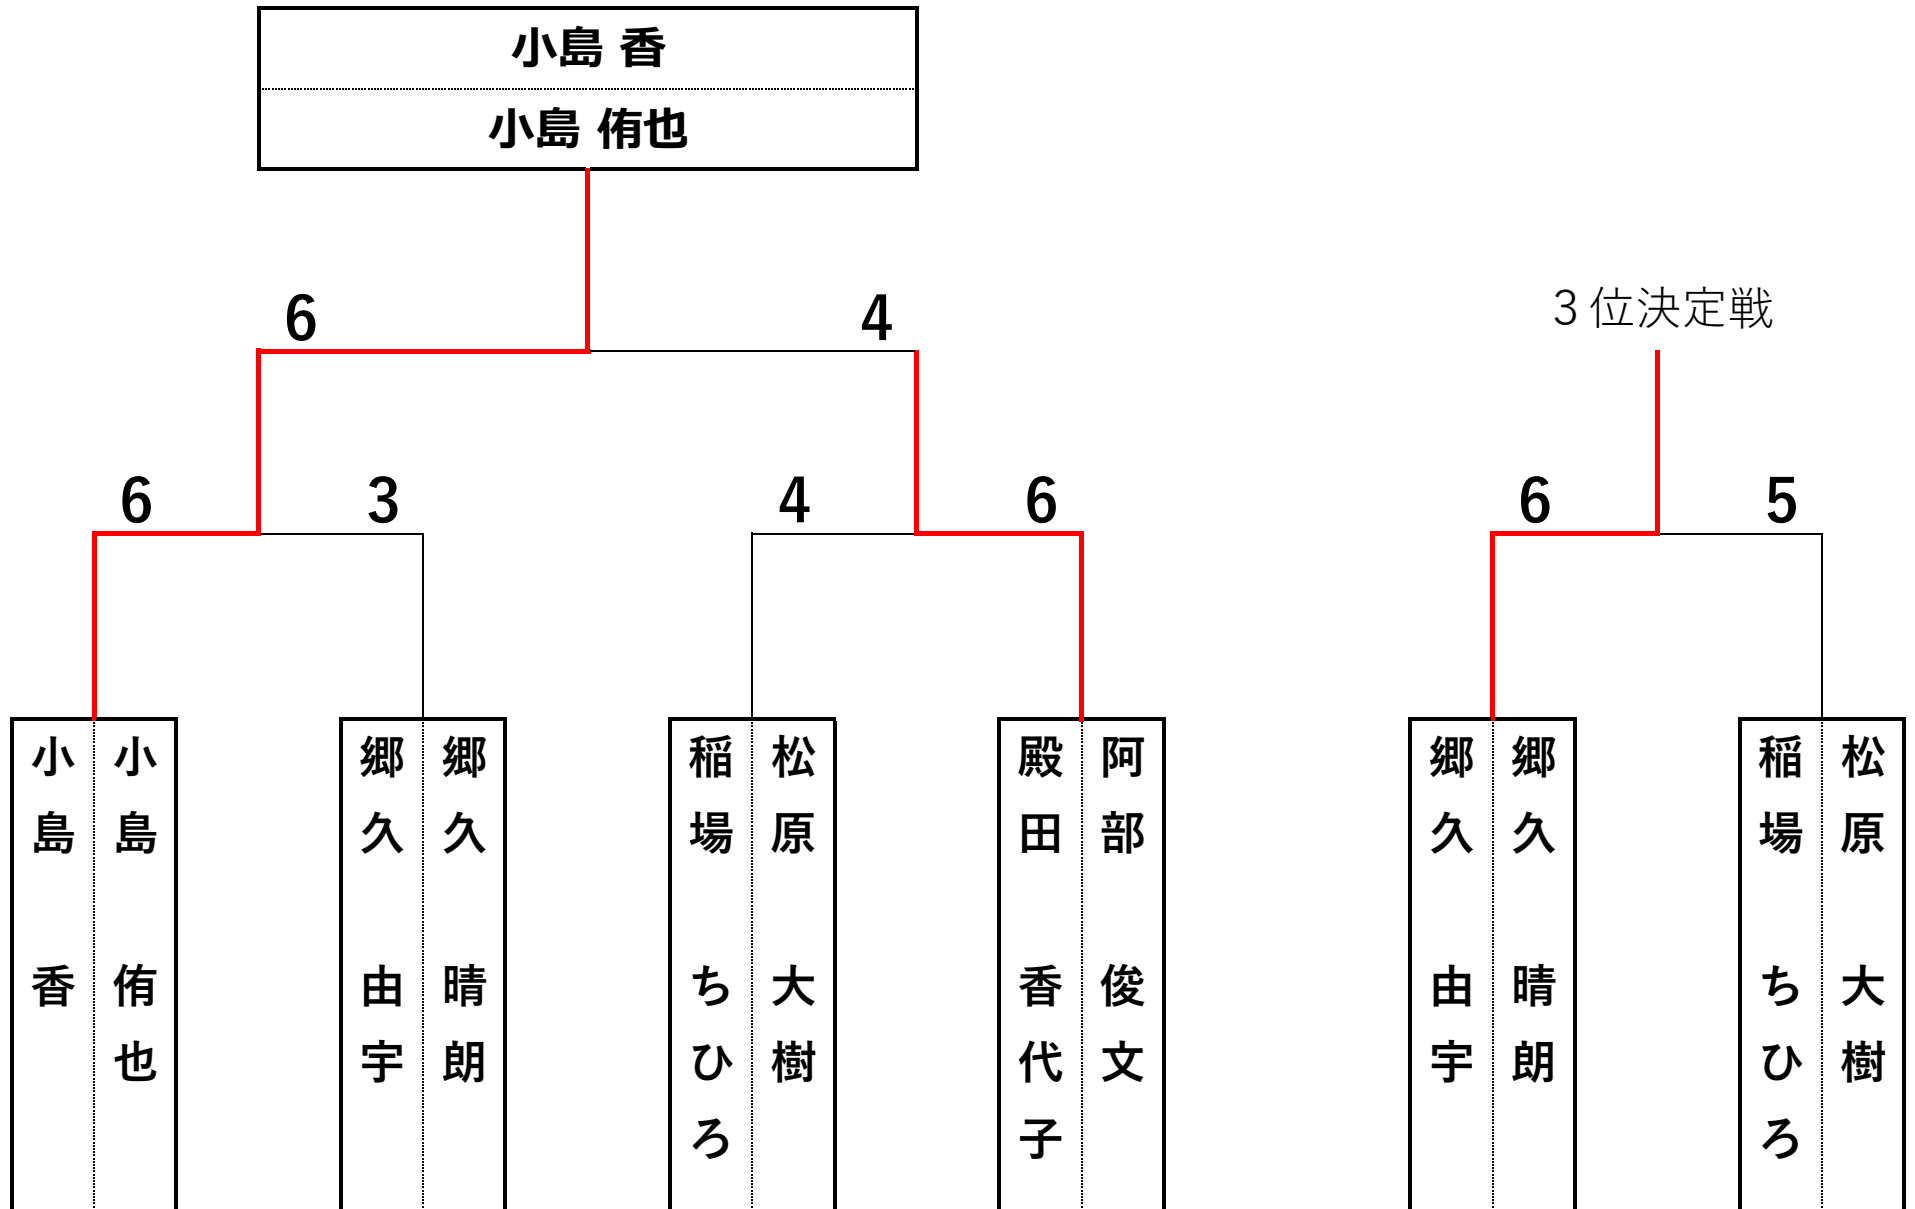 小島 香
小島 侑也
6
4
３位決定戦
6
3
4
6
6
5
小島 香
小島 侑也
郷久 由宇
郷久 晴朗
稲場 ちひろ
松原 大樹
殿田 香代子
阿部 俊文
郷久 由宇
郷久 晴朗
稲場 ちひろ
松原 大樹